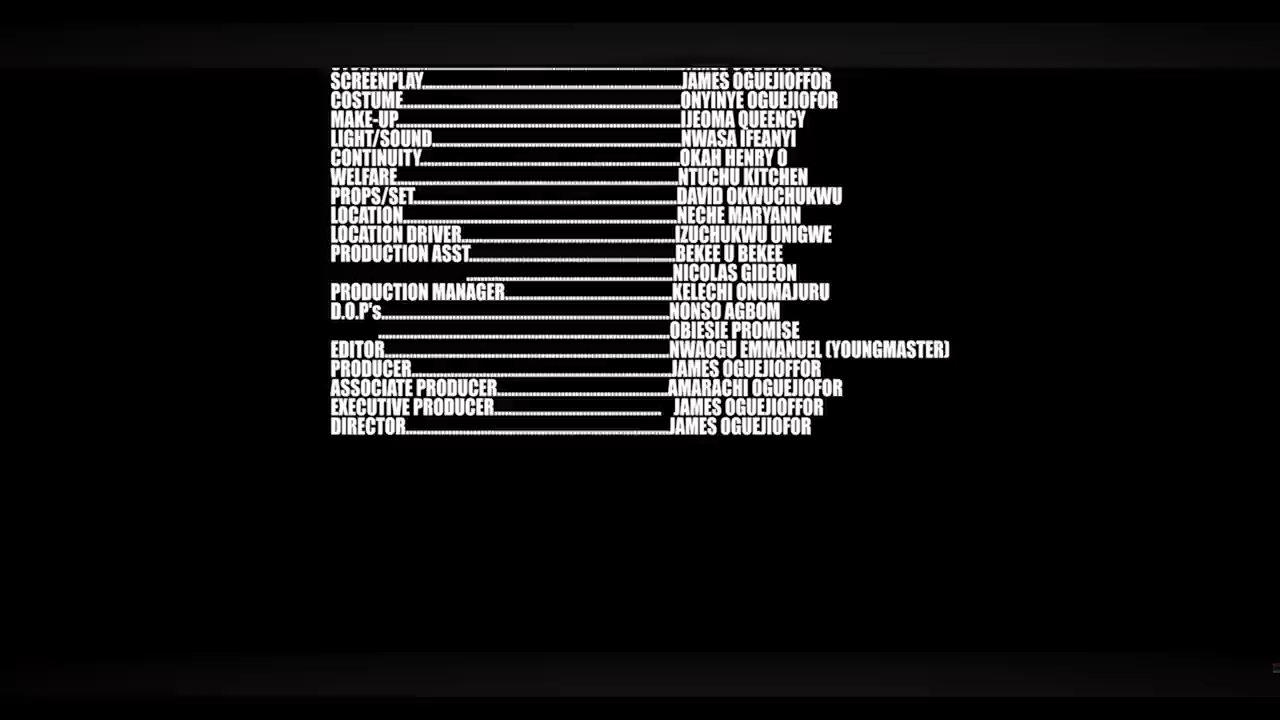 SCREENPLAY..........................................................JAMES OGUEJIOFFOR
COSTUME..............................................................ONYINYE OGUEJIOFOR
MAKE-UP...............................................................IJEOMA QUEENCY
LIGHT/SOUND.......................................................NWASA IFEANYI
CONTINUITY..........................................................OKAH HENRY O
WELFARE...............................................................NTUCHU KITCHEN
PROPS/SET...........................................................DAVID OKWUCHUKWU
LOCATION..............................................................NECHE MARYANN
LOCATION DRIVER.................................................IZUCHUKWU UNIGWE
PRODUCTION ASST...............................................BEKEE U BEKEE
...............................................NICOLAS GIDEON
PRODUCTION MANAGER......................................KELECHI ONUMAJURU
D.O.P's.................................................................NONSO AGBOM
.................................................................OBIESIE PROMISE
EDITOR................................................................NWAOGU EMMANUEL (YOUNGMASTER)
PRODUCER...........................................................JAMES OGUEJIOFFOR
ASSOCIATE PRODUCER.......................................AMARACHI OGUEJIOFOR
EXECUTIVE PRODUCER...................................... JAMES OGUEJIOFFOR
DIRECTOR............................................................JAMES OGUEJIOFOR